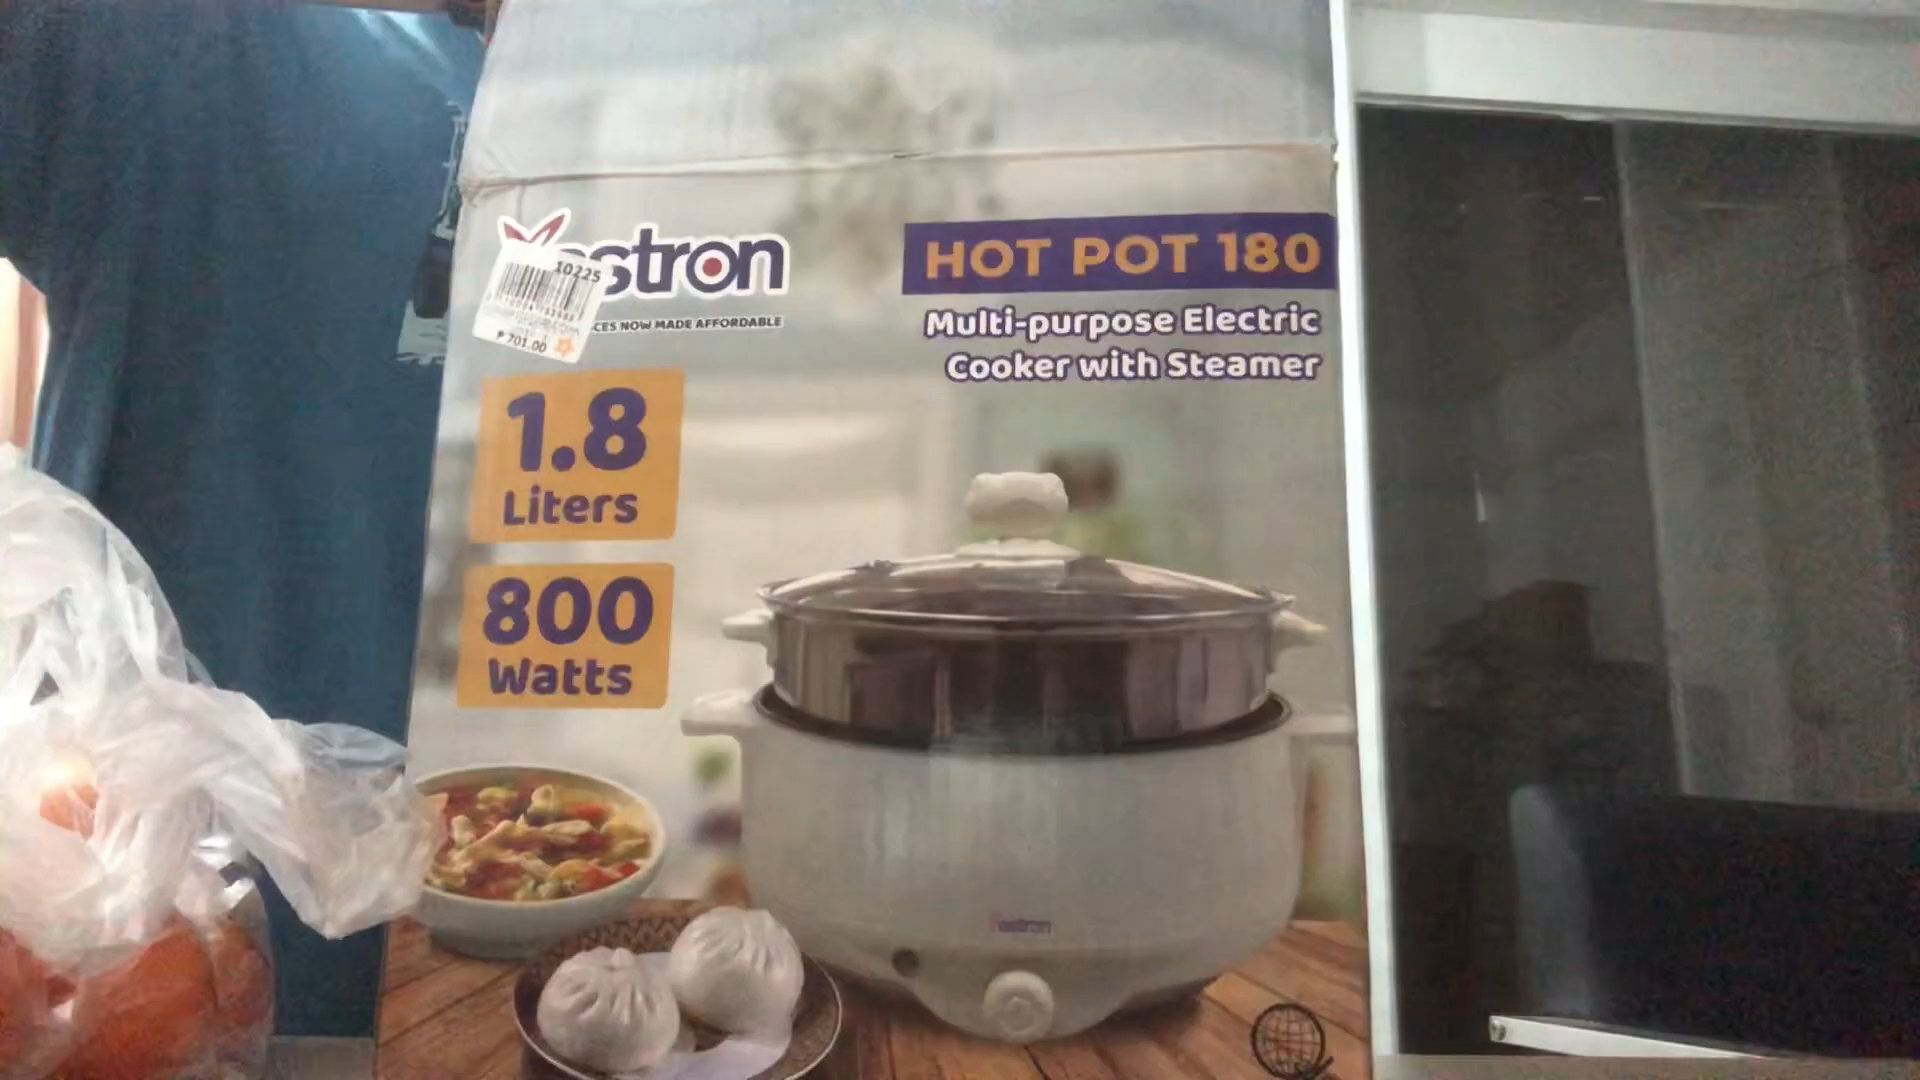 astron
10225
₱ 701.00
CES NOW MADE AFFORDABLE
HOT POT 180
Multi-purpose Electric
Cooker with Steamer
1.8
Liters
800
Watts
astron